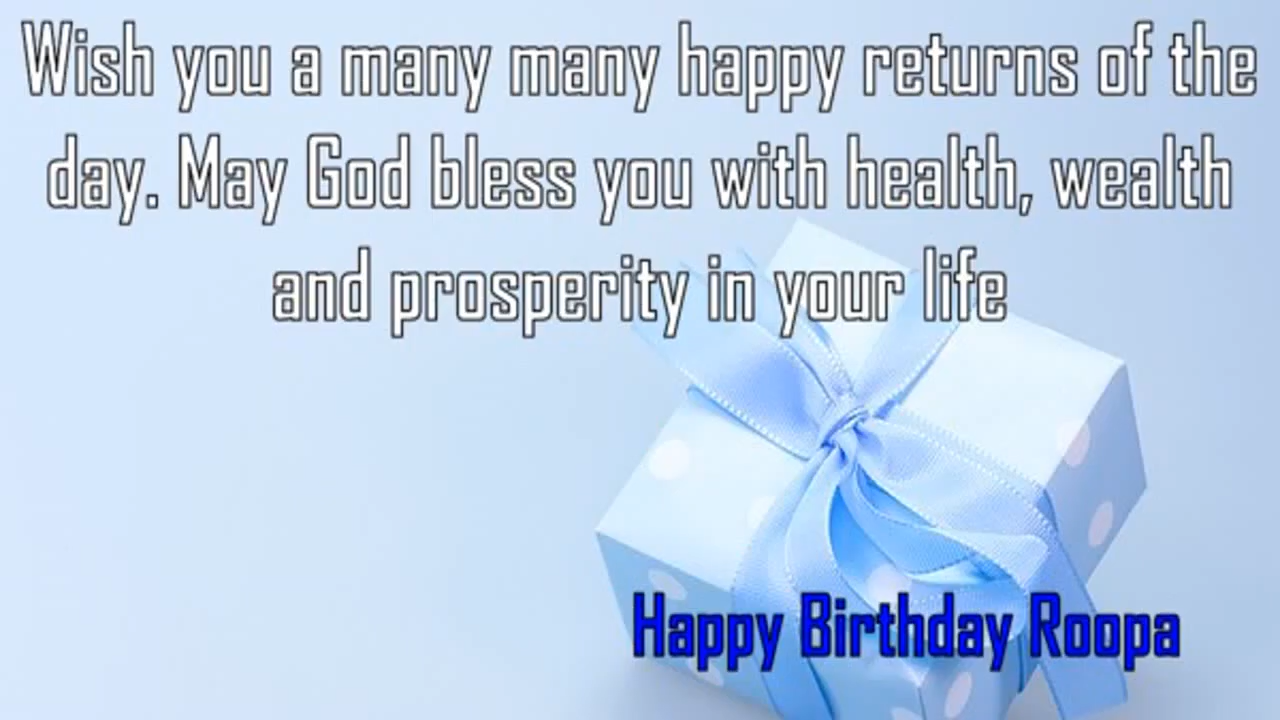 Wish you a many many happy returns of the
day. May God bless you with health, wealth
and prosperity in your life
Happy Birthday Roopa